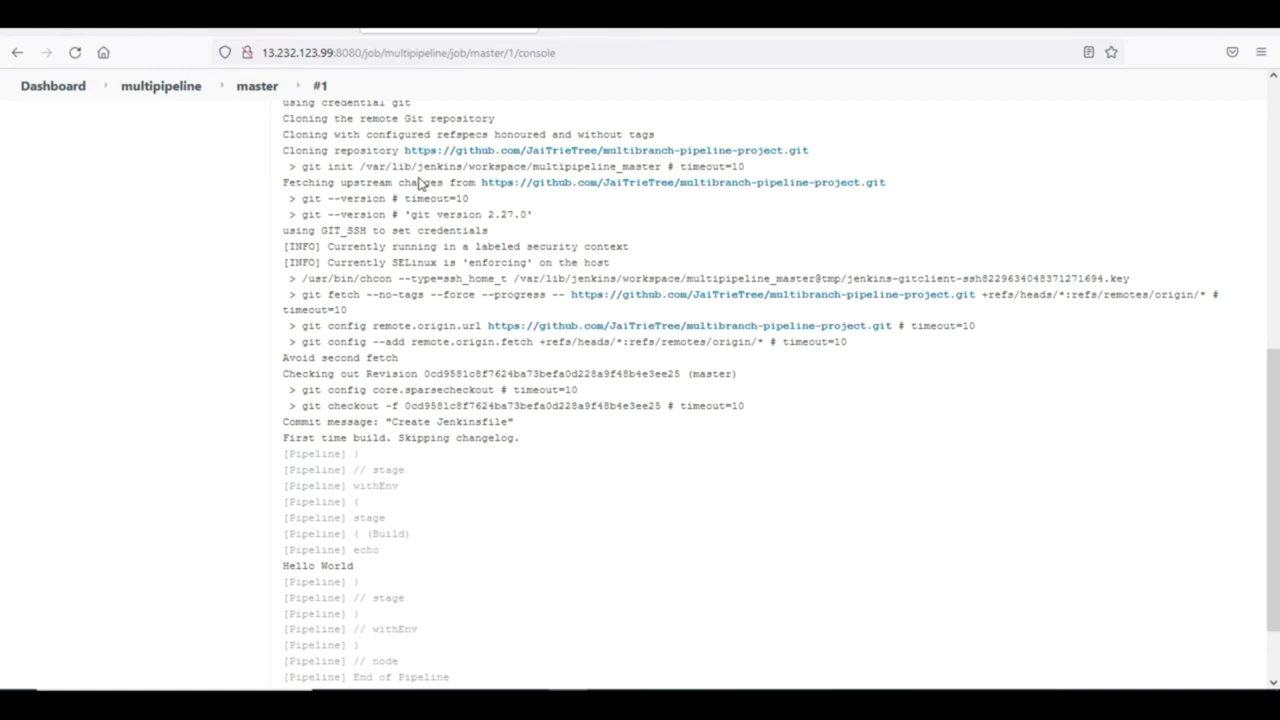 13.232.123.99:8080/job/multipipeline/job/master/1/console
Dashboard multipipeline master #1
using credential git
Cloning the remote Git repository
Cloning with configured refspecs honoured and without tags
Cloning repository https://github.com/JaiTrieTree/multibranch-pipeline-project.git
> git init /var/lib/jenkins/workspace/multipipeline_master # timeout=10
Fetching upstream changes from https://github.com/JaiTrieTree/multibranch-pipeline-project.git
> git --version # timeout=10
> git --version # 'git version 2.27.0'
using GIT_SSH to set credentials
[INFO] Currently running in a labeled security context
[INFO] Currently SELinux is 'enforcing' on the host
> /usr/bin/chcon --type=ssh_home_t /var/lib/jenkins/workspace/multipipeline_master@tmp/jenkins-gitclient-ssh8229634048371271694.key
> git fetch --no-tags --force --progress -- https://github.com/JaiTrieTree/multibranch-pipeline-project.git +refs/heads/*:refs/remotes/origin/* #
timeout=10
> git config remote.origin.url https://github.com/JaiTrieTree/multibranch-pipeline-project.git # timeout=10
> git config --add remote.origin.fetch +refs/heads/*:refs/remotes/origin/* # timeout=10
Avoid second fetch
Checking out Revision 0cd9581c8f7624ba73befa0d228a9f48b4e3ee25 (master)
> git config core.sparsecheckout # timeout=10
> git checkout -f 0cd9581c8f7624ba73befa0d228a9f48b4e3ee25 # timeout=10
Commit message: "Create Jenkinsfile"
First time build. Skipping changelog.
[Pipeline] }
[Pipeline] // stage
[Pipeline] withEnv
[Pipeline] {
[Pipeline] stage
[Pipeline] { (Build)
[Pipeline] echo
Hello World
[Pipeline] }
[Pipeline] // stage
[Pipeline] }
[Pipeline] // withEnv
[Pipeline] }
[Pipeline] // node
[Pipeline] End of Pipeline